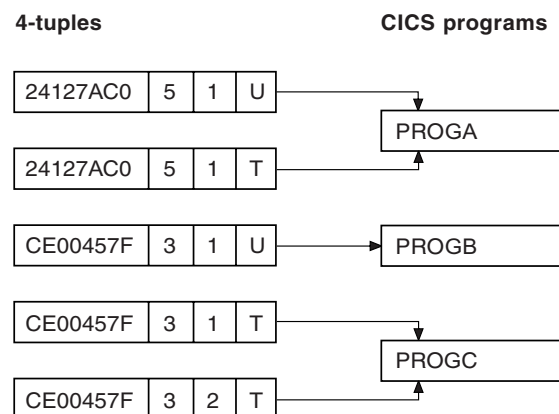 4-tuples CICS programs
24127AC0 5 1 U
PROGA
24127AC0 5 1 T
CE00457F 3 1 U PROGB
CE00457F 3 1 T
PROGC
CE00457F 3 2 T